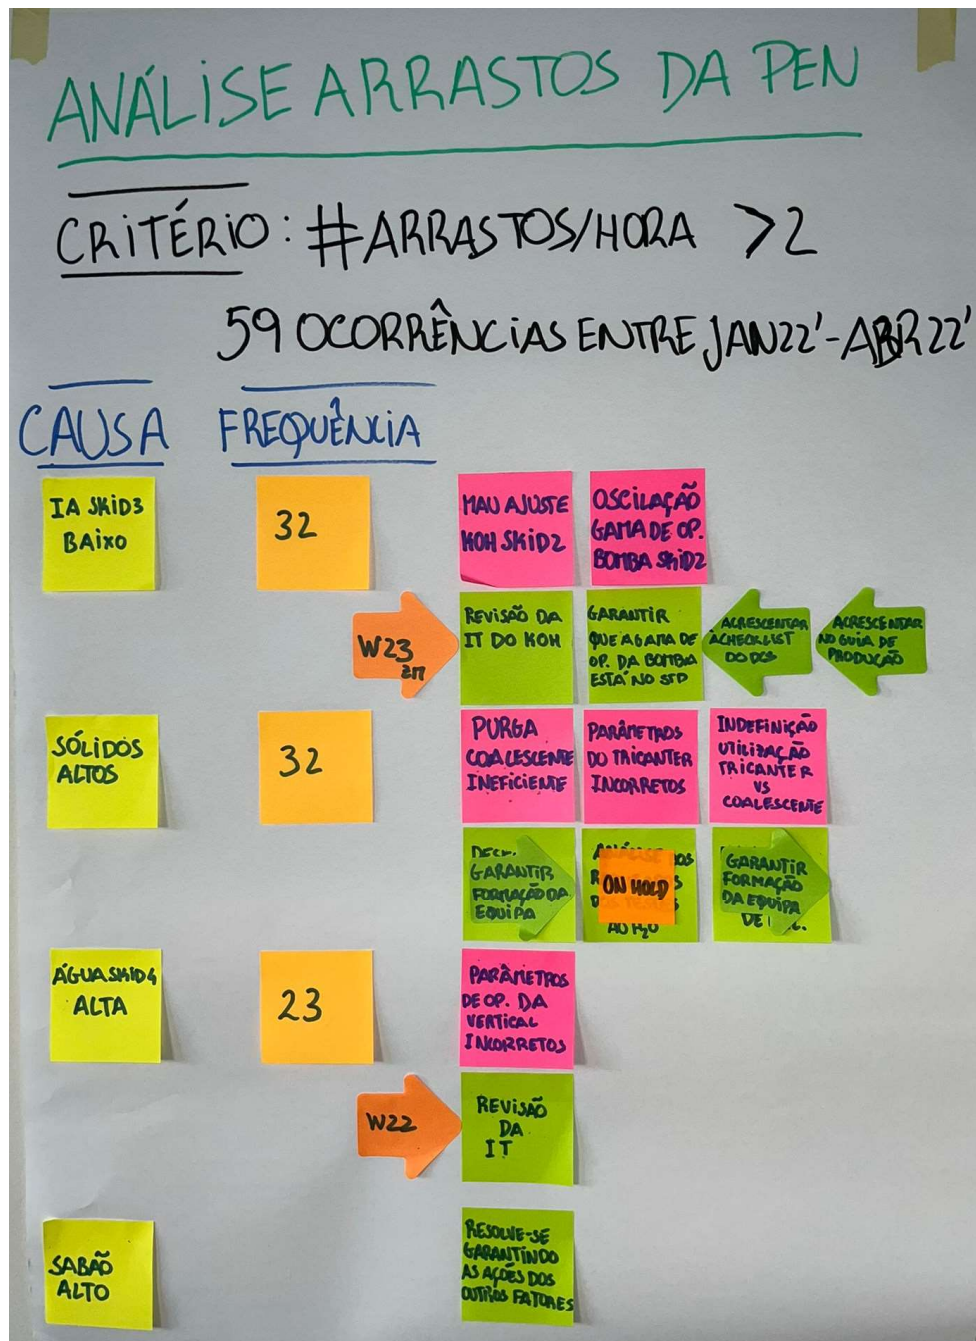 ANÁLISE ARRASTOS DA PEN
CRITÉRIO: #ARRASTOS/HORA >2
59 OCORRÊNCIAS ENTRE JAN22'-ABR22'
CAUSA FREQUÊNCIA
IA SKID3
BAIXO
32
MAU AJUSTE
KOH SKID2
OSCILAÇÃO
GAMA DE OP.
BOMBA SKID2
W23
REVISÃO DA
IT DO KOH
GARANTIR
QUE A GAMA DE
OP. DA BOMBA
ESTÁ NO STD
ACRESCENTAR
À CHECKLIST
DO DCS
ACRESCENTAR
NO GUIA DE
PRODUÇÃO
SÓLIDOS
ALTOS
32
PURGA
COALESCENTE
INEFICIENTE
PARÂMETROS
DO TRICANTER
INCORRETOS
INDEFINIÇÃO
UTILIZAÇÃO
TRICANTER
VS
COALESCENTE
GARANTIR
FORMAÇÃO DA
EQUIPA
ON HOLD
GARANTIR
FORMAÇÃO
DA EQUIPA
ÁGUA SKID4
ALTA
23
PARÂMETROS
DE OP. DA
VERTICAL
INCORRETOS
W22
REVISÃO
DA
IT
SABÃO
ALTO
RESOLVE-SE
GARANTINDO
AS AÇÕES DOS
OUTROS FATORES